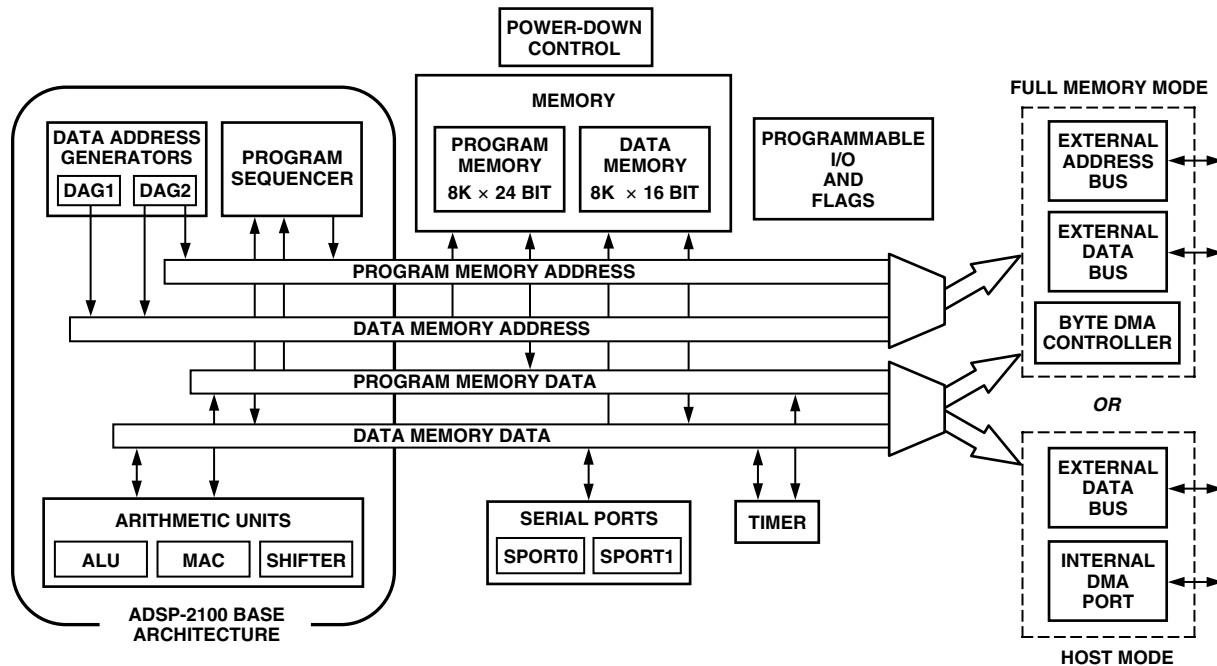 POWER-DOWN
CONTROL
MEMORY
PROGRAM
MEMORY
8K × 24 BIT
DATA
MEMORY
8K × 16 BIT
DATA ADDRESS
GENERATORS
DAG1
DAG2
PROGRAM
SEQUENCER
PROGRAMMABLE
I/O
AND
FLAGS
FULL MEMORY MODE
EXTERNAL
ADDRESS
BUS
EXTERNAL
DATA
BUS
BYTE DMA
CONTROLLER
PROGRAM MEMORY ADDRESS
DATA MEMORY ADDRESS
PROGRAM MEMORY DATA
DATA MEMORY DATA
OR
EXTERNAL
DATA
BUS
INTERNAL
DMA
PORT
HOST MODE
ARITHMETIC UNITS
ALU
MAC
SHIFTER
SERIAL PORTS
SPORT0
SPORT1
TIMER
ADSP-2100 BASE
ARCHITECTURE